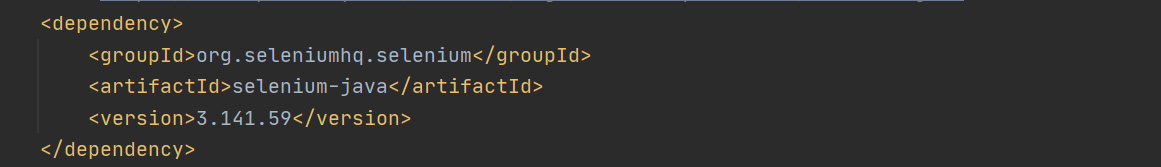 <dependency>
<groupId>org.seleniumhq.selenium</groupId>
<artifactId>selenium-java</artifactId>
<version>3.141.59</version>
</dependency>